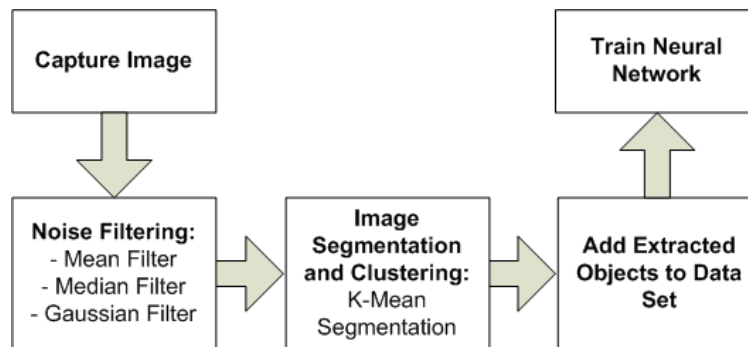 Capture Image
Noise Filtering:
- Mean Filter
- Median Filter
- Gaussian Filter
Image
Segmentation
and Clustering:
K-Mean
Segmentation
Add Extracted
Objects to Data
Set
Train Neural
Network